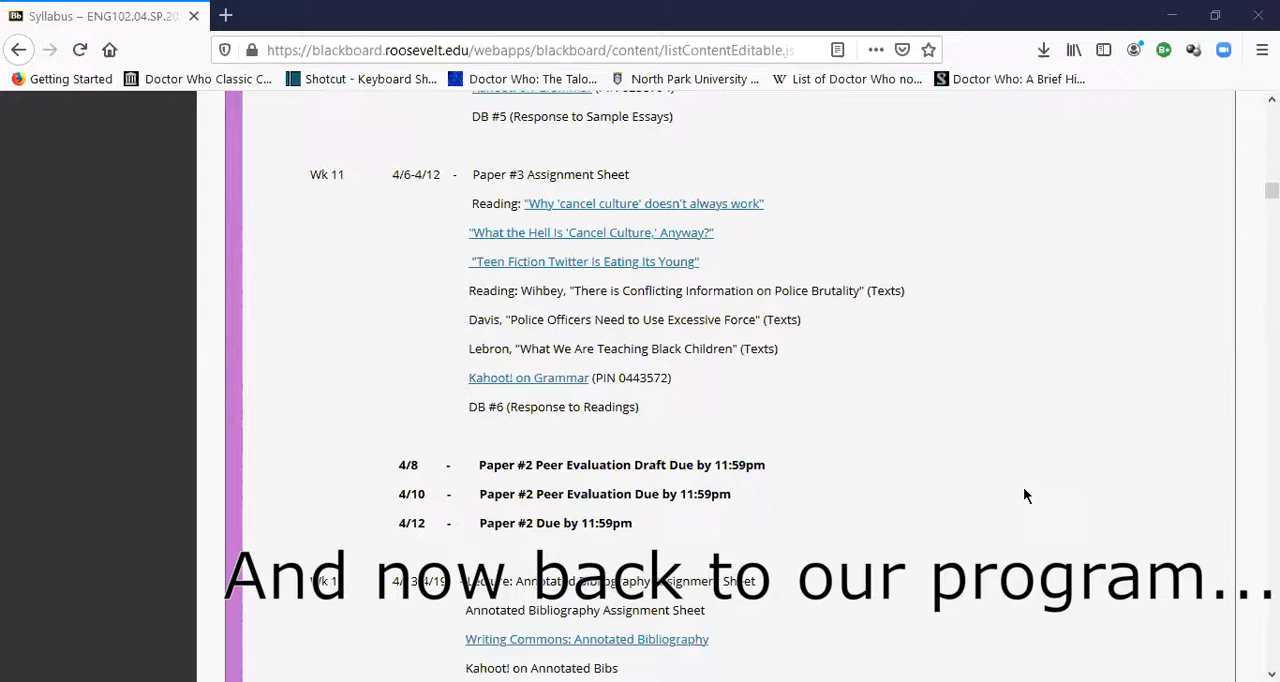 Syllabus – ENG102.04.SP.20
https://blackboard.roosevelt.edu/webapps/blackboard/content/listContentEditable.js
Getting Started
Doctor Who Classic C...
Shotcut - Keyboard Sh...
Doctor Who: The Talo...
North Park University ...
List of Doctor Who no...
Doctor Who: A Brief Hi...
DB #5 (Response to Sample Essays)
Wk 11 4/6-4/12 - Paper #3 Assignment Sheet
Reading: "Why 'cancel culture' doesn't always work"
"What the Hell Is 'Cancel Culture,' Anyway?"
"Teen Fiction Twitter Is Eating Its Young"
Reading: Wihbey, "There is Conflicting Information on Police Brutality" (Texts)
Davis, "Police Officers Need to Use Excessive Force" (Texts)
Lebron, "What We Are Teaching Black Children" (Texts)
Kahoot! on Grammar (PIN 0443572)
DB #6 (Response to Readings)
4/8 - Paper #2 Peer Evaluation Draft Due by 11:59pm
4/10 - Paper #2 Peer Evaluation Due by 11:59pm
4/12 - Paper #2 Due by 11:59pm
And now back to our program...
Annotated Bibliography Assignment Sheet
Annotated Bibliography Assignment Sheet
Writing Commons: Annotated Bibliography
Kahoot! on Annotated Bibs